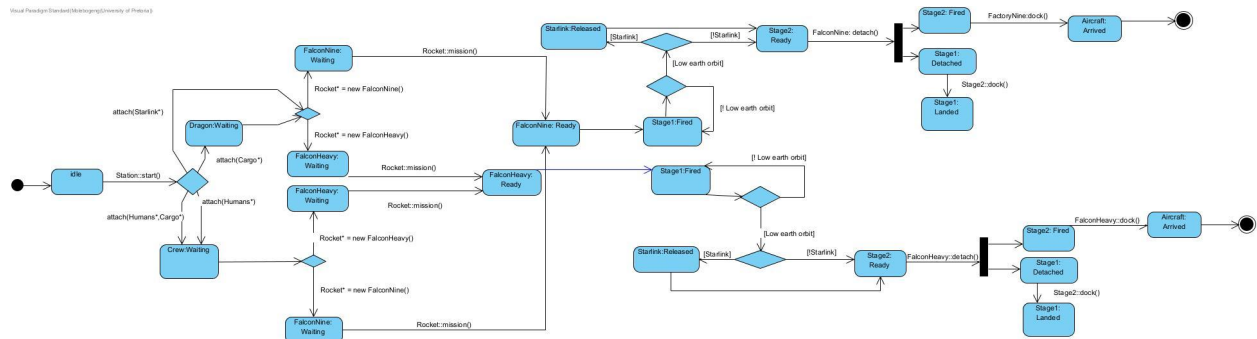 Visual Paradigm Standard(Mokhtogeng(University of Pretoria))
idle
Station::start()
attach(Starlink*)
Dragon:Waiting
attach(Cargo*)
attach(Humans*)
attach(Humans*,Cargo*)
Crew:Waiting
FalconNine:
Waiting
Rocket::mission()
Rocket* = new FalconNine()
Rocket* = new FalconHeavy()
FalconHeavy:
Waiting
Rocket::mission()
FalconHeavy:
Waiting
Rocket::mission()
Rocket* = new FalconHeavy()
Rocket* = new FalconNine()
FalconNine:
Waiting
Rocket::mission()
FalconNine: Ready
FalconHeavy:
Ready
Starlink:Released
[Starlink]
[!Starlink]
[Low earth orbit]
[! Low earth orbit]
Stage1:Fired
Stage2:
Ready
FalconNine: detach()
Stage2: Fired
FactoryNine:dock()
Aircraft:
Arrived
Stage1:
Detached
Stage2::dock()
Stage1:
Landed
Stage1:Fired
[! Low earth orbit]
[Low earth orbit]
Starlink:Released
[Starlink]
[!Starlink]
Stage2:
Ready
FalconHeavy::detach()
Stage2: Fired
FalconHeavy::dock()
Aircraft:
Arrived
Stage1:
Detached
Stage2::dock()
Stage1:
Landed